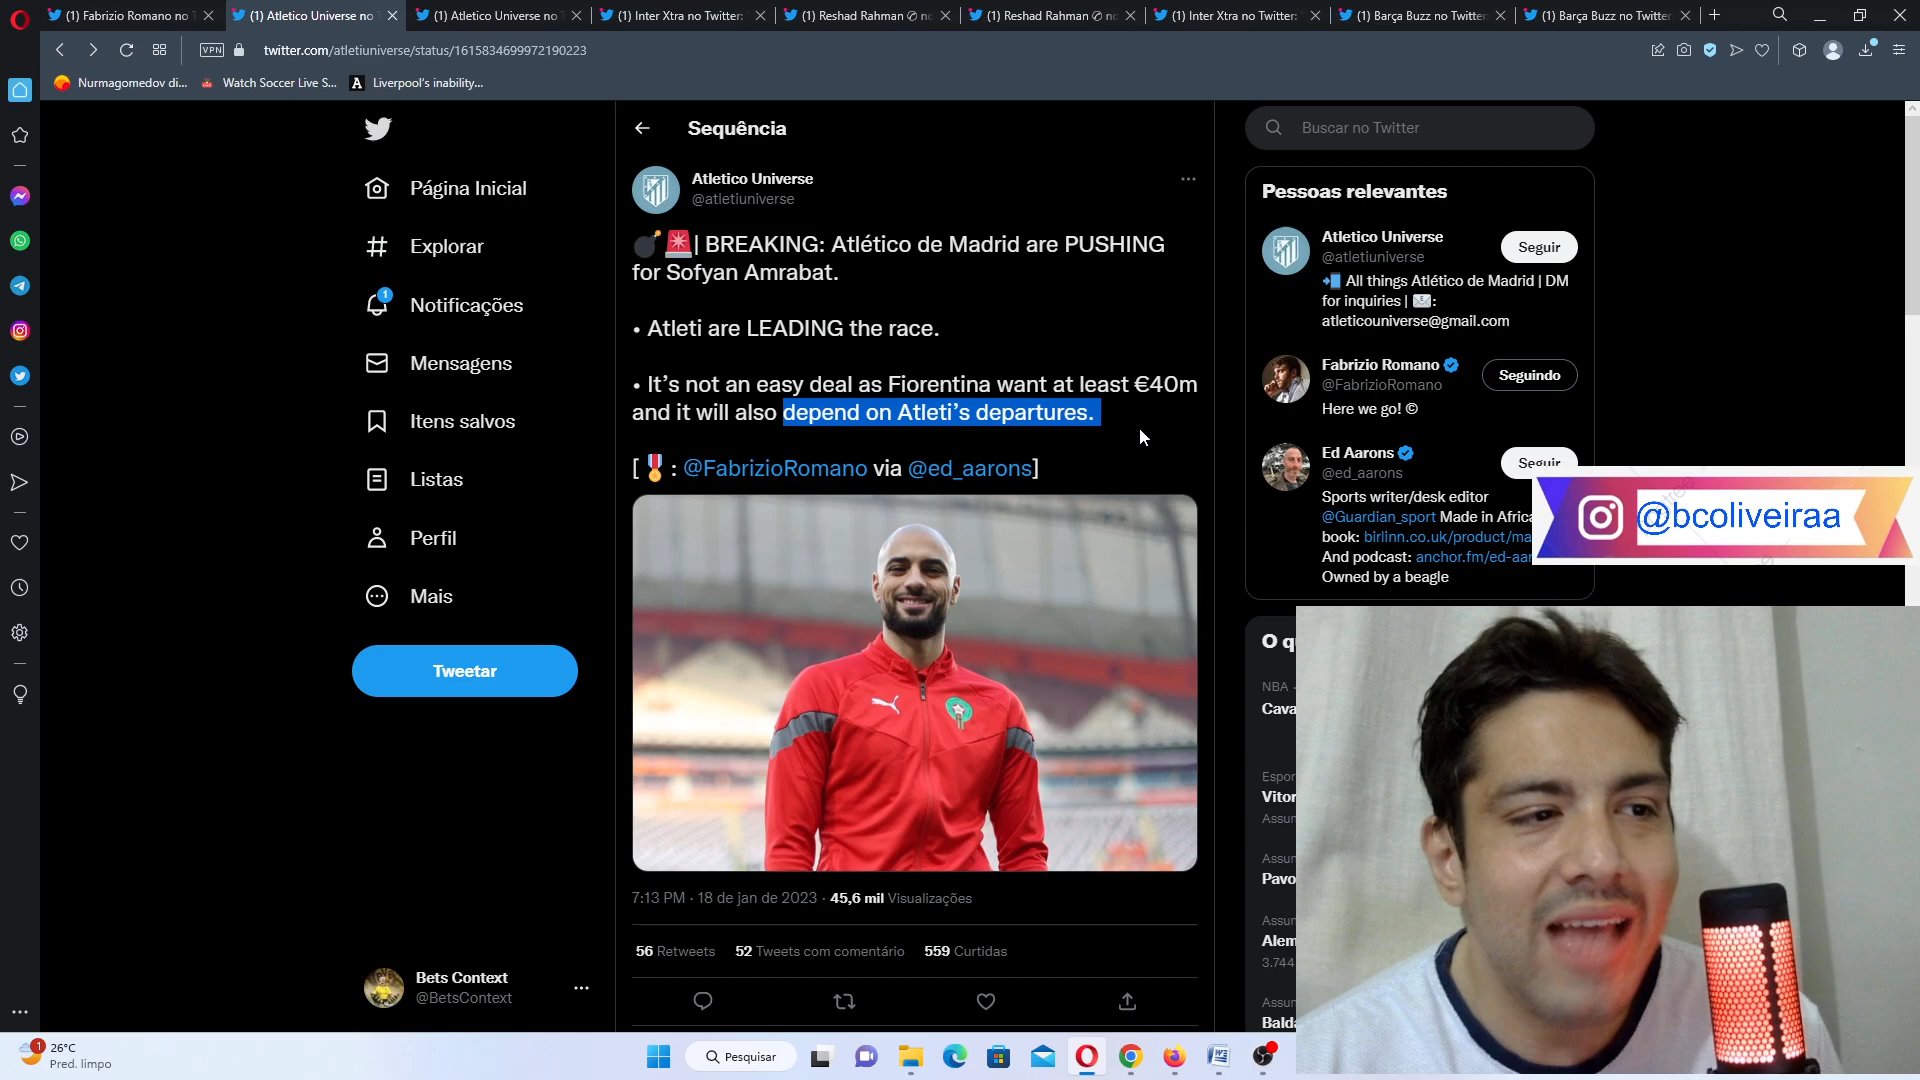 (1) Fabrizio Romano no T
(1) Atletico Universe no
(1) Atletico Universe no T
(1) Inter Xtra no Twitter:
(1) Reshad Rahman
(1) Reshad Rahman
(1) Inter Xtra no Twitter:
(1) Barça Buzz no Twitter
(1) Barça Buzz no Twitter
VPN
twitter.com/atletiuniverse/status/1615834699972190223
Nurmagomedov di...
Watch Soccer Live S...
A
Liverpool's inability...
Página Inicial
Explorar
1
Notificações
Mensagens
Itens salvos
Listas
Perfil
Mais
Tweetar
Bets Context
@BetsContext
Sequência
Atletico Universe
@atletiuniverse
💣🚨| BREAKING: Atlético de Madrid are PUSHING
for Sofyan Amrabat.
• Atleti are LEADING the race.
• It’s not an easy deal as Fiorentina want at least €40m
and it will also depend on Atleti’s departures.
[🎖️: @FabrizioRomano via @ed_aarons]
7:13 PM · 18 de jan de 2023 · 45,6 mil Visualizações
56 Retweets 52 Tweets com comentário 559 Curtidas
Buscar no Twitter
Pessoas relevantes
Atletico Universe
@atletiuniverse
Seguir
📲 All things Atlético de Madrid | DM
for inquiries | 📧:
atleticouniverse@gmail.com
Fabrizio Romano
@FabrizioRomano
Seguindo
Here we go! ©
Ed Aarons
@ed_aarons
Seguir
Sports writer/desk editor
@Guardian_sport Made in Africa
book: birlinn.co.uk/product/ma
And podcast: anchor.fm/ed-aar
Owned by a beagle
@bcoliveiraa
O q
NBA ·
Cava
Espor
Vitor
Assun
Assun
Pavo
Assun
Alem
3.744
Assun
Balda
1
26°C
Pred. limpo
Pesquisar